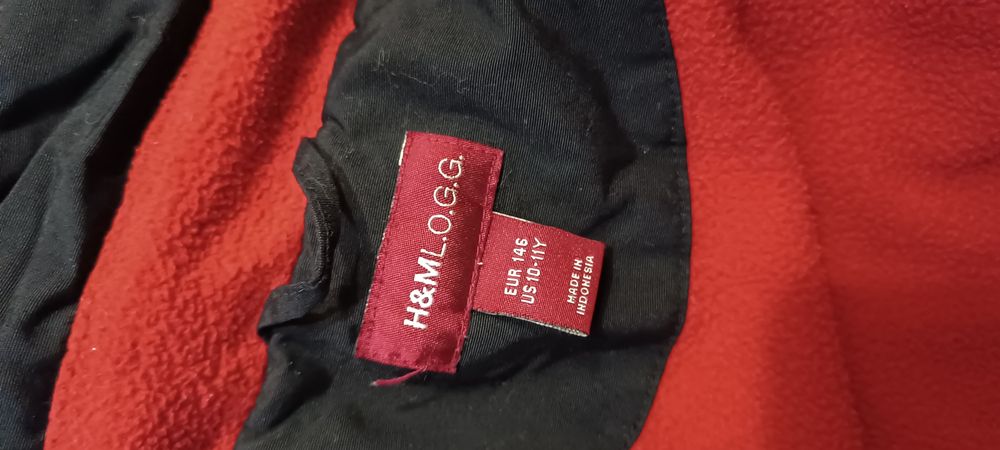 H&M L.O.G.G.
EUR 146
US 10-11Y
MADE IN
INDONESIA